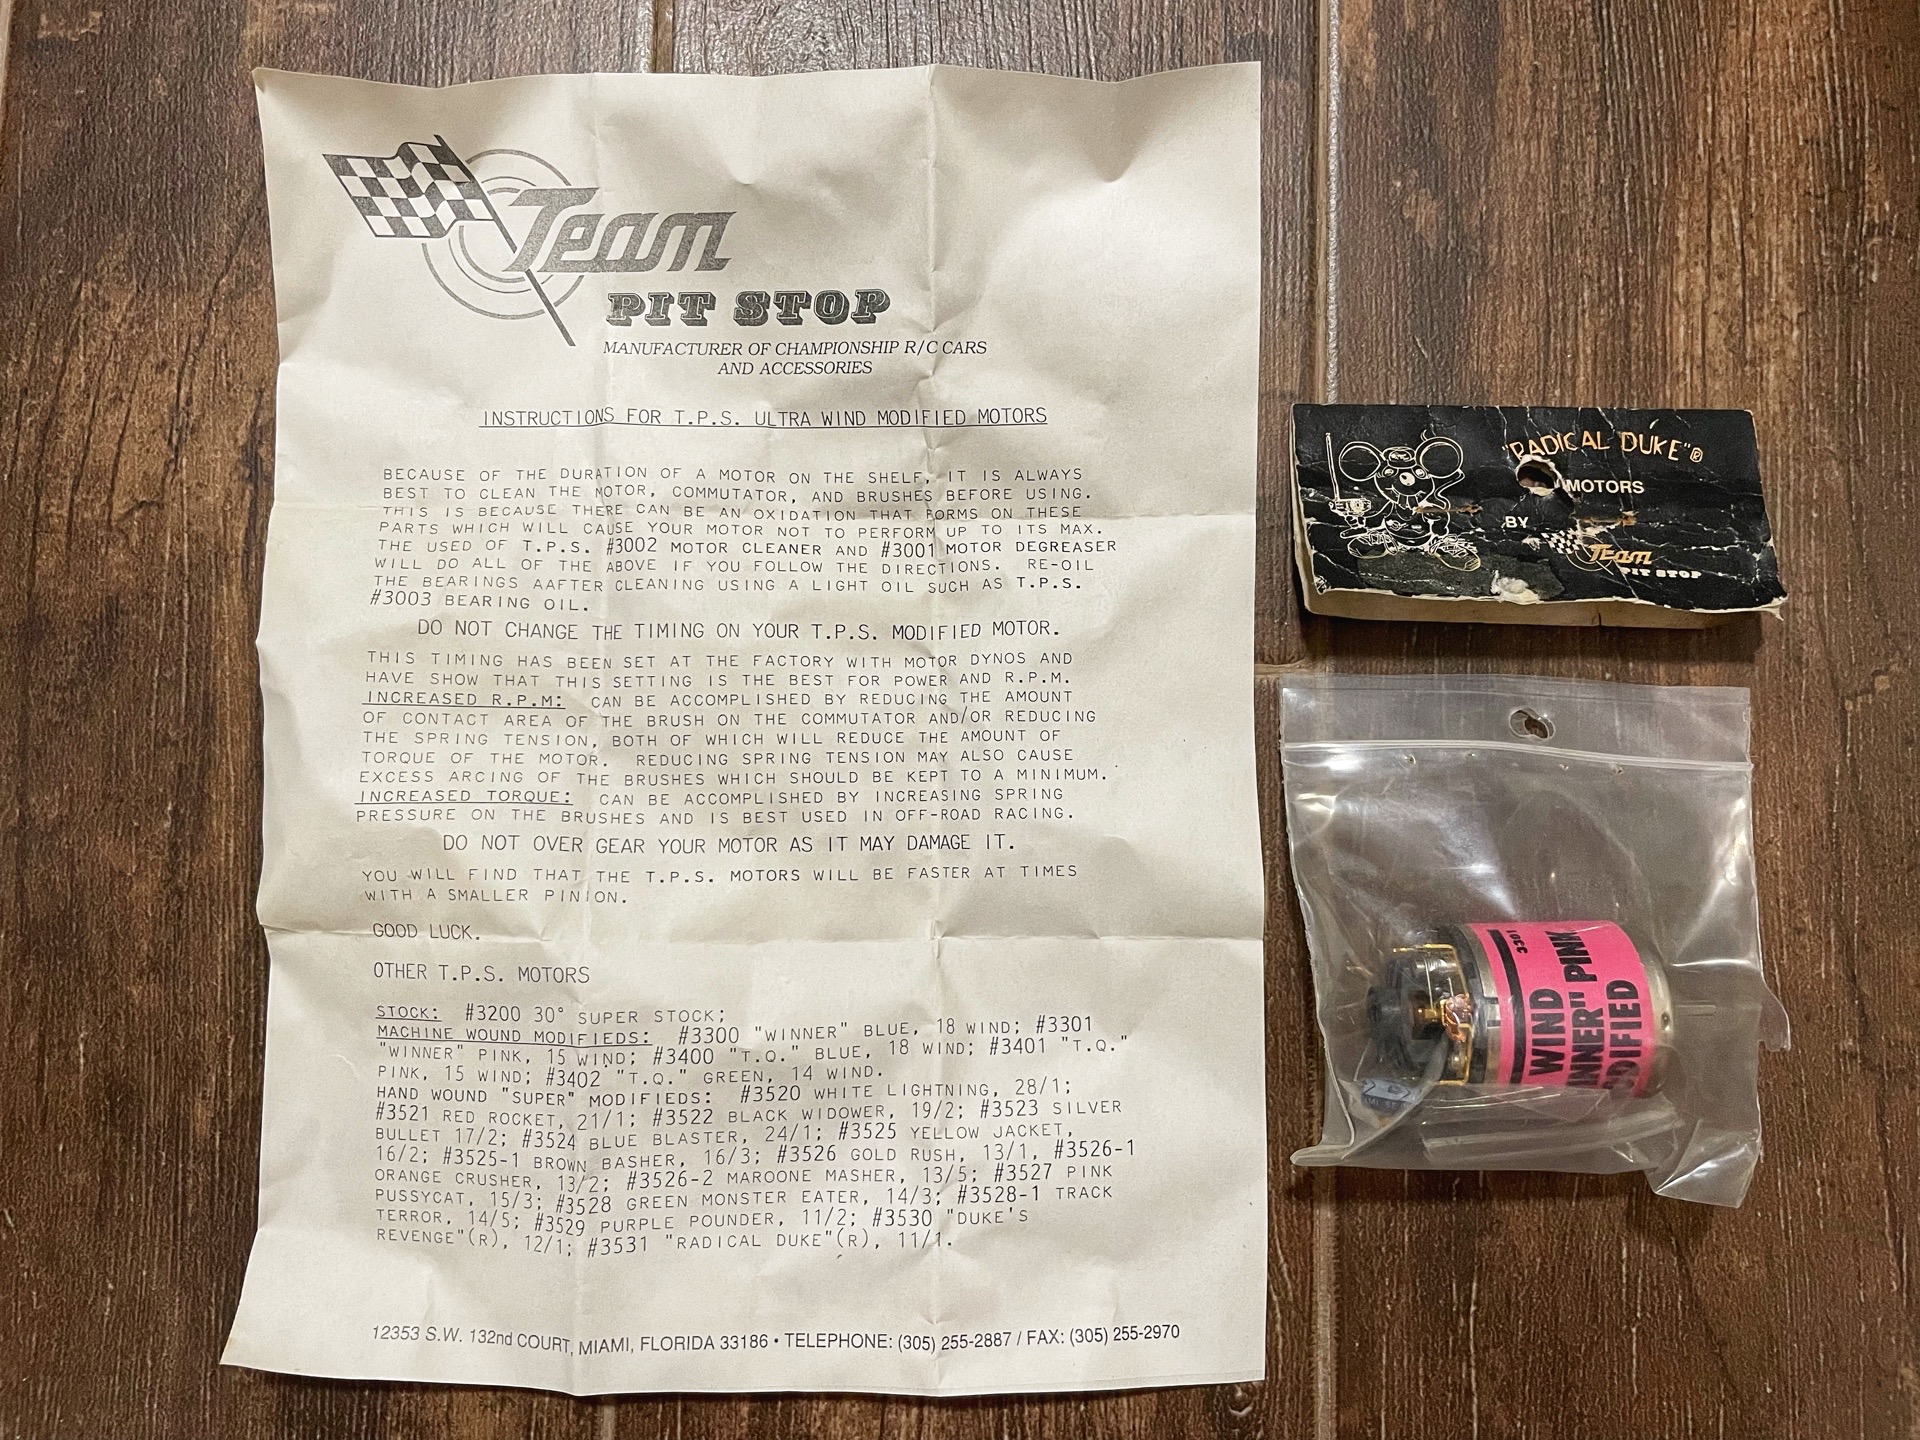 Team
PIT STOP
MANUFACTURER OF CHAMPIONSHIP R/C CARS
AND ACCESSORIES
INSTRUCTIONS FOR T.P.S. ULTRA WIND MODIFIED MOTORS
BECAUSE OF THE DURATION OF A MOTOR ON THE SHELF, IT IS ALWAYS
BEST TO CLEAN THE MOTOR, COMMUTATOR, AND BRUSHES BEFORE USING.
THIS IS BECAUSE THERE CAN BE AN OXIDATION THAT FORMS ON THESE
PARTS WHICH WILL CAUSE YOUR MOTOR NOT TO PERFORM UP TO ITS MAX.
THE USED OF T.P.S. #3002 MOTOR CLEANER AND #3001 MOTOR DEGREASER
WILL DO ALL OF THE ABOVE IF YOU FOLLOW THE DIRECTIONS. RE-OIL
THE BEARINGS AAFTER CLEANING USING A LIGHT OIL SUCH AS T.P.S.
#3003 BEARING OIL.
DO NOT CHANGE THE TIMING ON YOUR T.P.S. MODIFIED MOTOR.
THIS TIMING HAS BEEN SET AT THE FACTORY WITH MOTOR DYNOS AND
HAVE SHOW THAT THIS SETTING IS THE BEST FOR POWER AND R.P.M.
INCREASED R.P.M: CAN BE ACCOMPLISHED BY REDUCING THE AMOUNT
OF CONTACT AREA OF THE BRUSH ON THE COMMUTATOR AND/OR REDUCING
THE SPRING TENSION, BOTH OF WHICH WILL REDUCE THE AMOUNT OF
TORQUE OF THE MOTOR. REDUCING SPRING TENSION MAY ALSO CAUSE
EXCESS ARCING OF THE BRUSHES WHICH SHOULD BE KEPT TO A MINIMUM.
INCREASED TORQUE: CAN BE ACCOMPLISHED BY INCREASING SPRING
PRESSURE ON THE BRUSHES AND IS BEST USED IN OFF-ROAD RACING.
DO NOT OVER GEAR YOUR MOTOR AS IT MAY DAMAGE IT.
YOU WILL FIND THAT THE T.P.S. MOTORS WILL BE FASTER AT TIMES
WITH A SMALLER PINION.
GOOD LUCK.
OTHER T.P.S. MOTORS
STOCK: #3200 30° SUPER STOCK;
MACHINE WOUND MODIFIEDS: #3300 "WINNER" BLUE, 18 WIND; #3301
"WINNER" PINK, 15 WIND; #3400 "T.Q." BLUE, 18 WIND; #3401 "T.Q."
PINK, 15 WIND; #3402 "T.Q." GREEN, 14 WIND.
HAND WOUND "SUPER" MODIFIEDS: #3520 WHITE LIGHTNING, 28/1;
#3521 RED ROCKET, 21/1; #3522 BLACK WIDOWER, 19/2; #3523 SILVER
BULLET 17/2; #3524 BLUE BLASTER, 24/1; #3525 YELLOW JACKET,
16/2; #3525-1 BROWN BASHER, 16/3; #3526 GOLD RUSH, 13/1, #3526-1
ORANGE CRUSHER, 13/2; #3526-2 MAROONE MASHER, 13/5; #3527 PINK
PUSSYCAT, 15/3; #3528 GREEN MONSTER EATER, 14/3; #3528-1 TRACK
TERROR, 14/5; #3529 PURPLE POUNDER, 11/2; #3530 "DUKE'S
REVENGE"(R), 12/1; #3531 "RADICAL DUKE"(R), 11/1.
12353 S.W. 132nd COURT, MIAMI, FLORIDA 33186 • TELEPHONE: (305) 255-2887 / FAX: (305) 255-2970
"RADICAL DUKE"®
MOTORS
BY
Team
PIT STOP
3301
WIND
NNER" PINK
ODIFIED